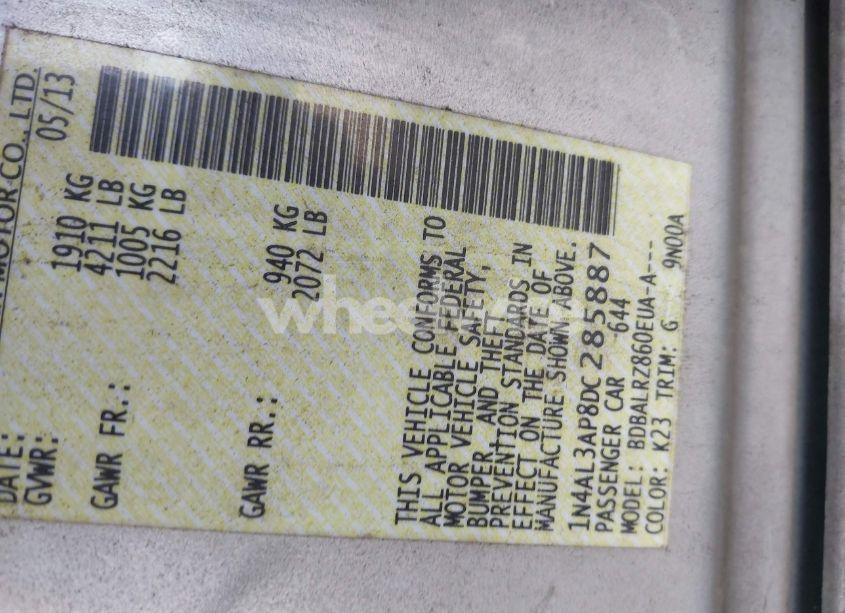 MOTOR CO., LTD.
DATE: 05/13
GVWR: 1910 KG
4211 LB
GAWR FR.: 1005 KG
2216 LB
GAWR RR.: 940 KG
2072 LB
THIS VEHICLE CONFORMS TO
ALL APPLICABLE FEDERAL
MOTOR VEHICLE SAFETY,
BUMPER, AND THEFT
PREVENTION STANDARDS IN
EFFECT ON THE DATE OF
MANUFACTURE SHOWN ABOVE.
1N4AL3AP8DC285887
PASSENGER CAR 644
MODEL: BDBALRZ860EUA-A---
COLOR: K23 TRIM: G 9N00A